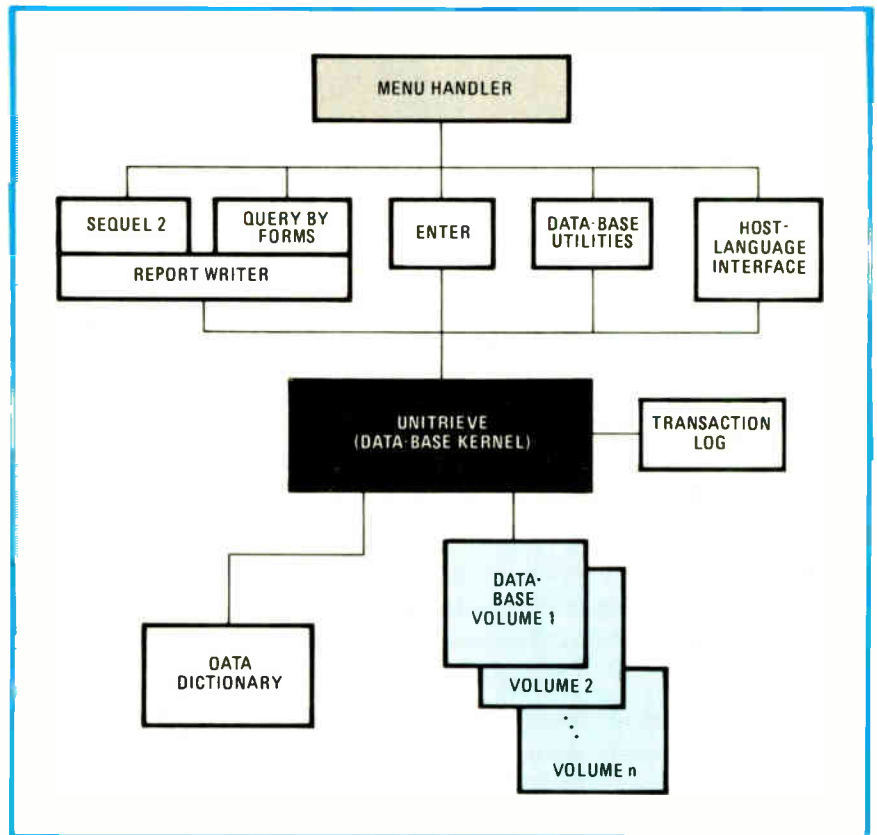 MENU HANDLER
SEQUEL 2
QUERY BY
FORMS
REPORT WRITER
ENTER
DATA-BASE
UTILITIES
HOST-
LANGUAGE
INTERFACE
UNITRIEVE
(DATA-BASE KERNEL)
TRANSACTION
LOG
DATA
DICTIONARY
DATA-
BASE
VOLUME 1
VOLUME 2
VOLUME n